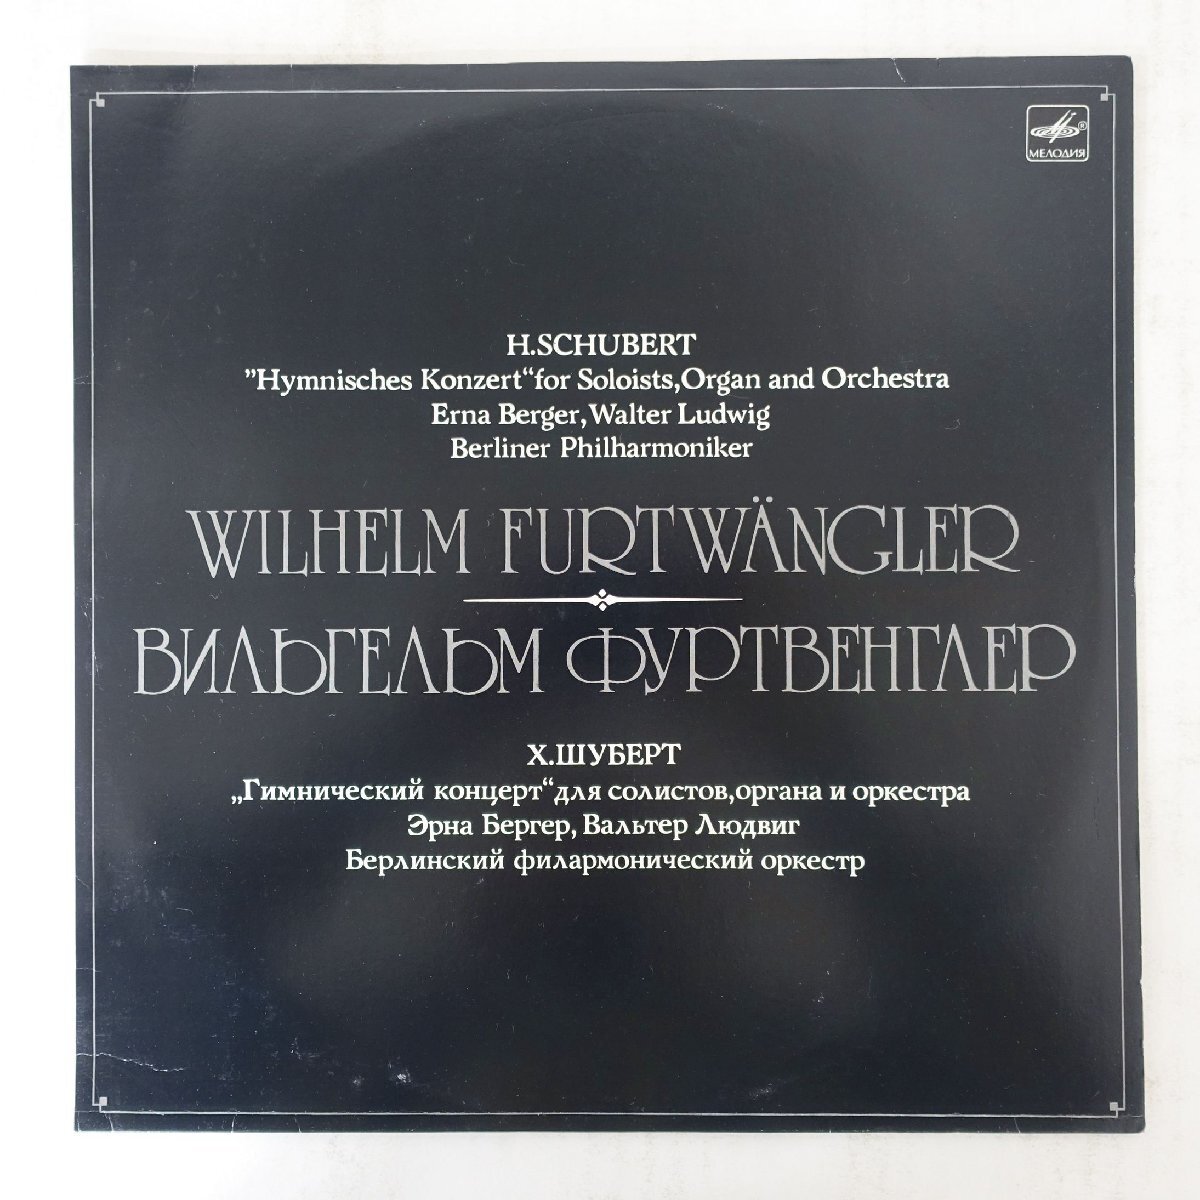 ®
МЕЛОДИЯ
H.SCHUBERT
”Hymnisches Konzert“for Soloists,Organ and Orchestra
Erna Berger,Walter Ludwig
Berliner Philharmoniker
WILHELM FURTWÄNGLER
ВИЛЬГЕЛЬМ ФУРТВЕНГЛЕР
Х.ШУБЕРТ
„Гимнический концерт“для солистов,органа и оркестра
Эрна Бергер, Вальтер Людвиг
Берлинский филармонический оркестр